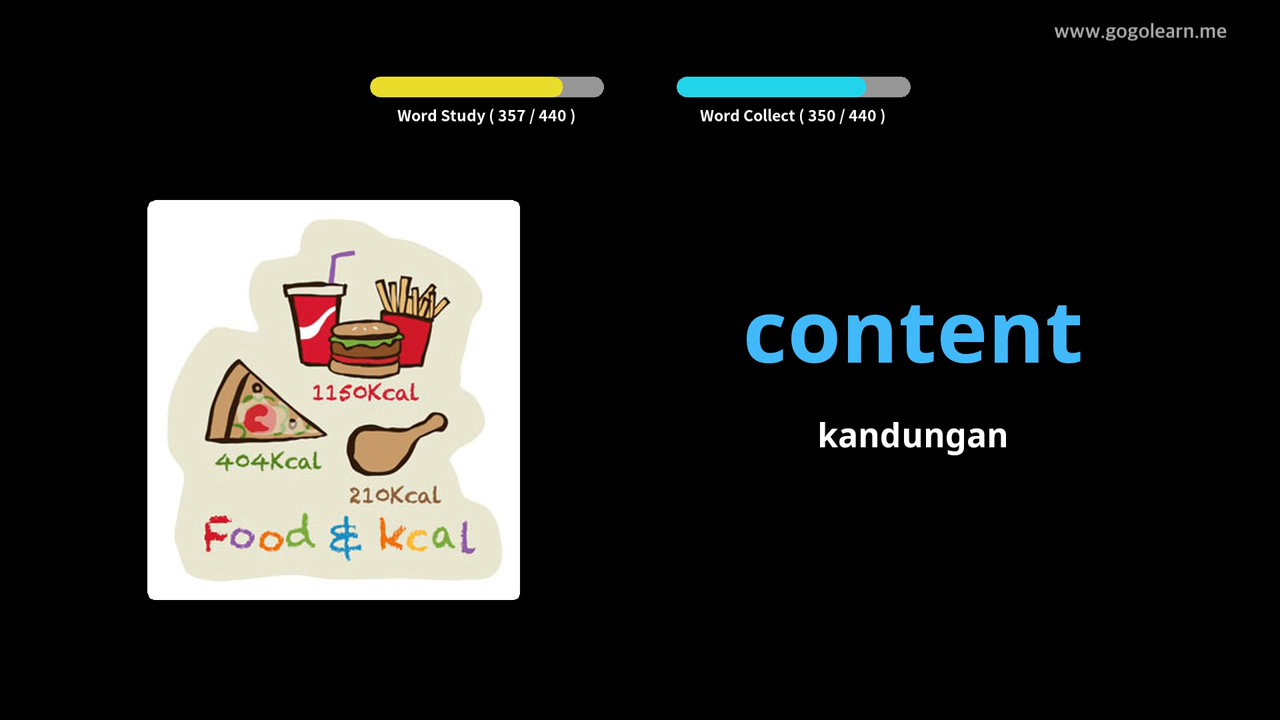 www.gogolearn.me
Word Study ( 357 / 440 )
Word Collect ( 350 / 440 )
1150Kcal
404Kcal
210Kcal
Food & kcal
content
kandungan